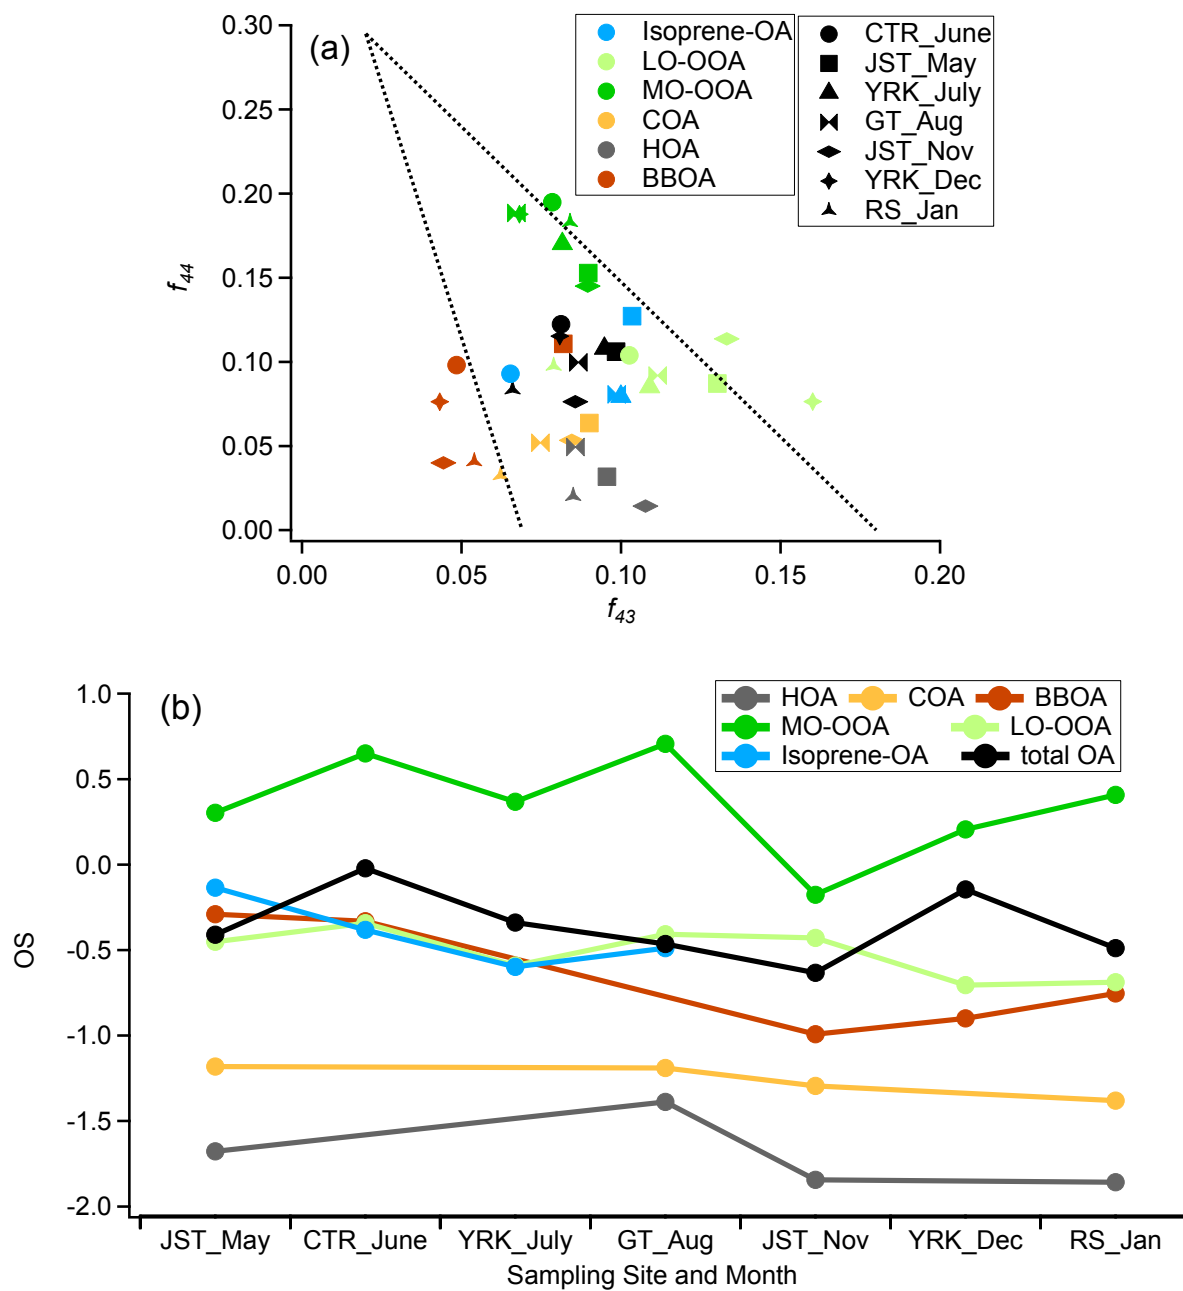 (a)
0.30
0.25
0.20
0.15
0.10
0.05
0.00
f44
0.00 0.05 0.10 0.15 0.20
f43
Isoprene-OA
LO-OOA
MO-OOA
COA
HOA
BBOA
CTR_June
JST_May
YRK_July
GT_Aug
JST_Nov
YRK_Dec
RS_Jan
(b)
1.0
0.5
0.0
-0.5
-1.0
-1.5
-2.0
OS
HOA COA BBOA
MO-OOA LO-OOA
Isoprene-OA total OA
JST_May CTR_June YRK_July GT_Aug JST_Nov YRK_Dec RS_Jan
Sampling Site and Month